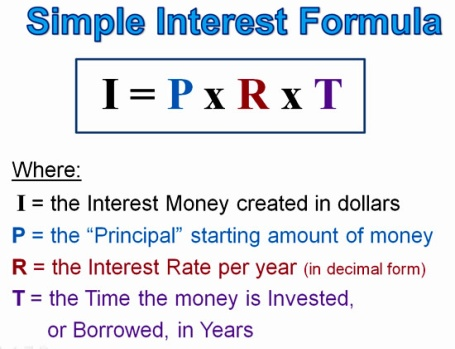 Simple Interest Formula
I = P x R x T
Where:
I = the Interest Money created in dollars
P = the “Principal” starting amount of money
R = the Interest Rate per year (in decimal form)
T = the Time the money is Invested,
or Borrowed, in Years